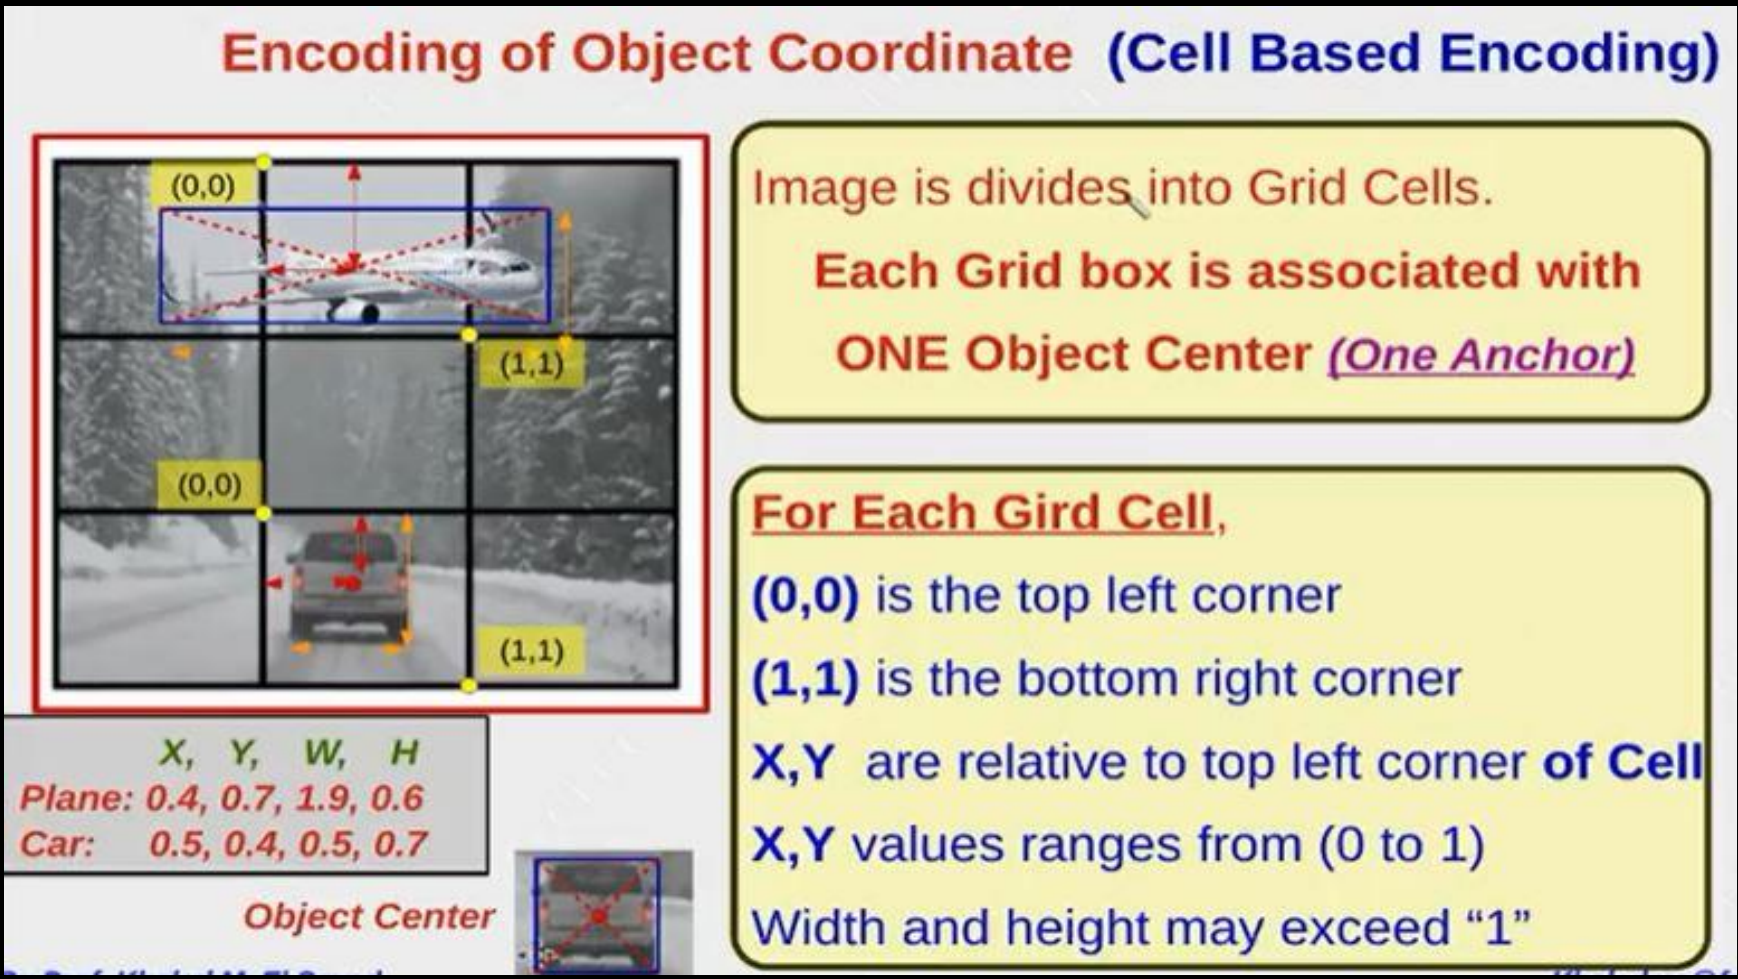 Encoding of Object Coordinate (Cell Based Encoding)
(0,0)
(1,1)
(0,0)
(1,1)
X, Y, W, H
Plane: 0.4, 0.7, 1.9, 0.6
Car: 0.5, 0.4, 0.5, 0.7
Object Center
Image is divides into Grid Cells.
Each Grid box is associated with
ONE Object Center (One Anchor)
For Each Gird Cell,
(0,0) is the top left corner
(1,1) is the bottom right corner
X,Y are relative to top left corner of Cell
X,Y values ranges from (0 to 1)
Width and height may exceed “1”